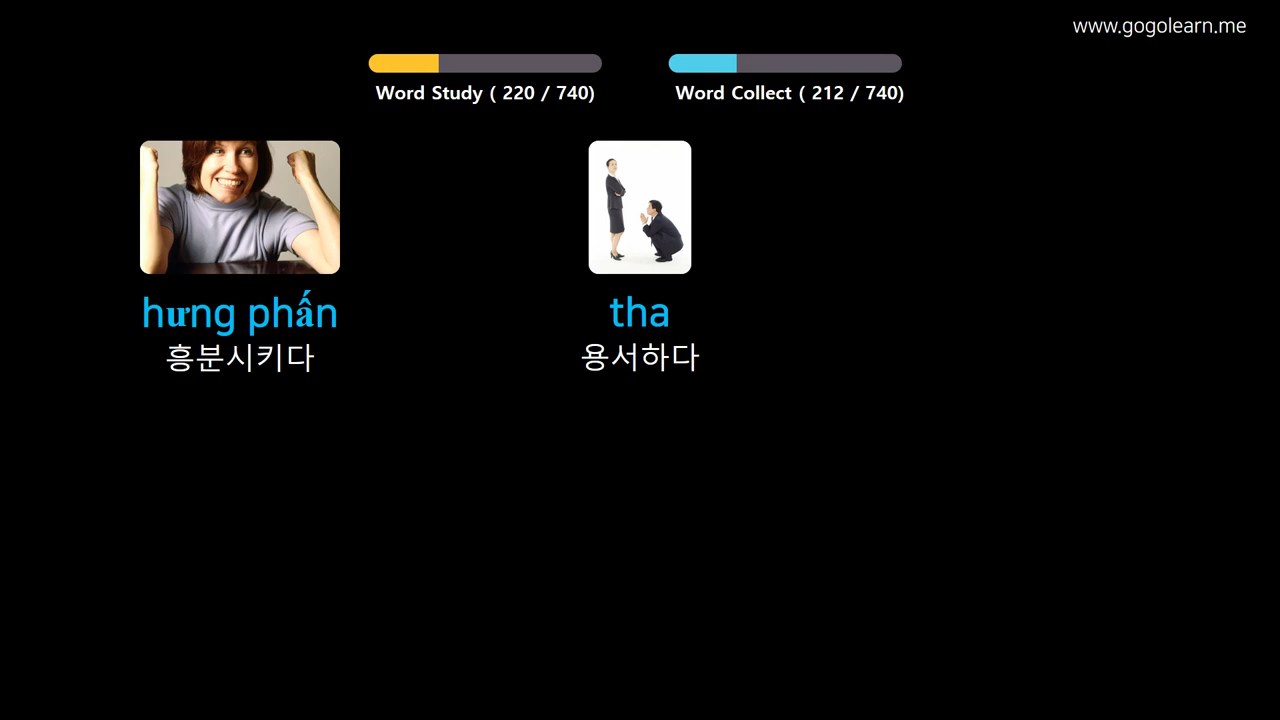 www.gogolearn.me
Word Study ( 220 / 740)
Word Collect ( 212 / 740)
hưng phấn
흥분시키다
tha
용서하다